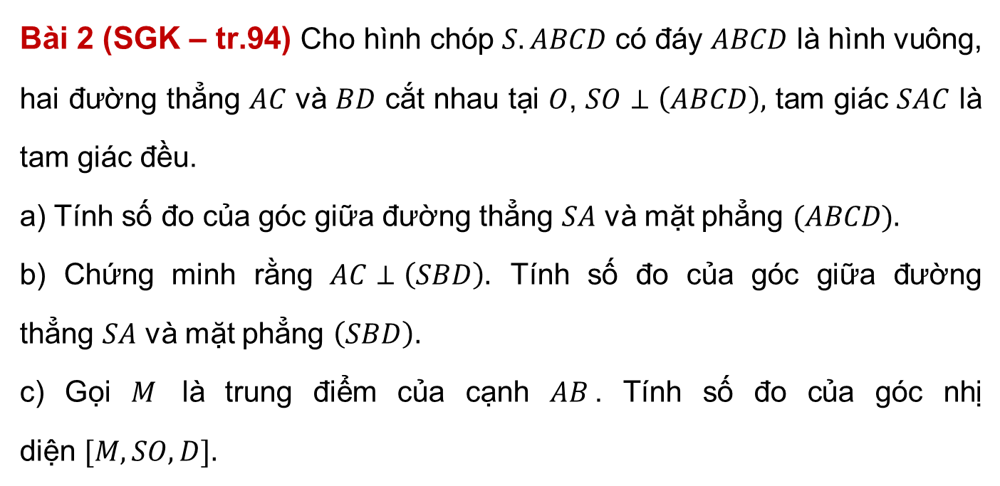 Bài 2 (SGK – tr.94) Cho hình chóp S. ABCD có đáy ABCD là hình vuông,
hai đường thẳng AC và BD cắt nhau tại O, SO ⊥ (ABCD), tam giác SAC là
tam giác đều.
a) Tính số đo của góc giữa đường thẳng SA và mặt phẳng (ABCD).
b) Chứng minh rằng AC ⊥ (SBD). Tính số đo của góc giữa đường
thẳng SA và mặt phẳng (SBD).
c) Gọi M là trung điểm của cạnh AB. Tính số đo của góc nhị
diện [M, SO, D].